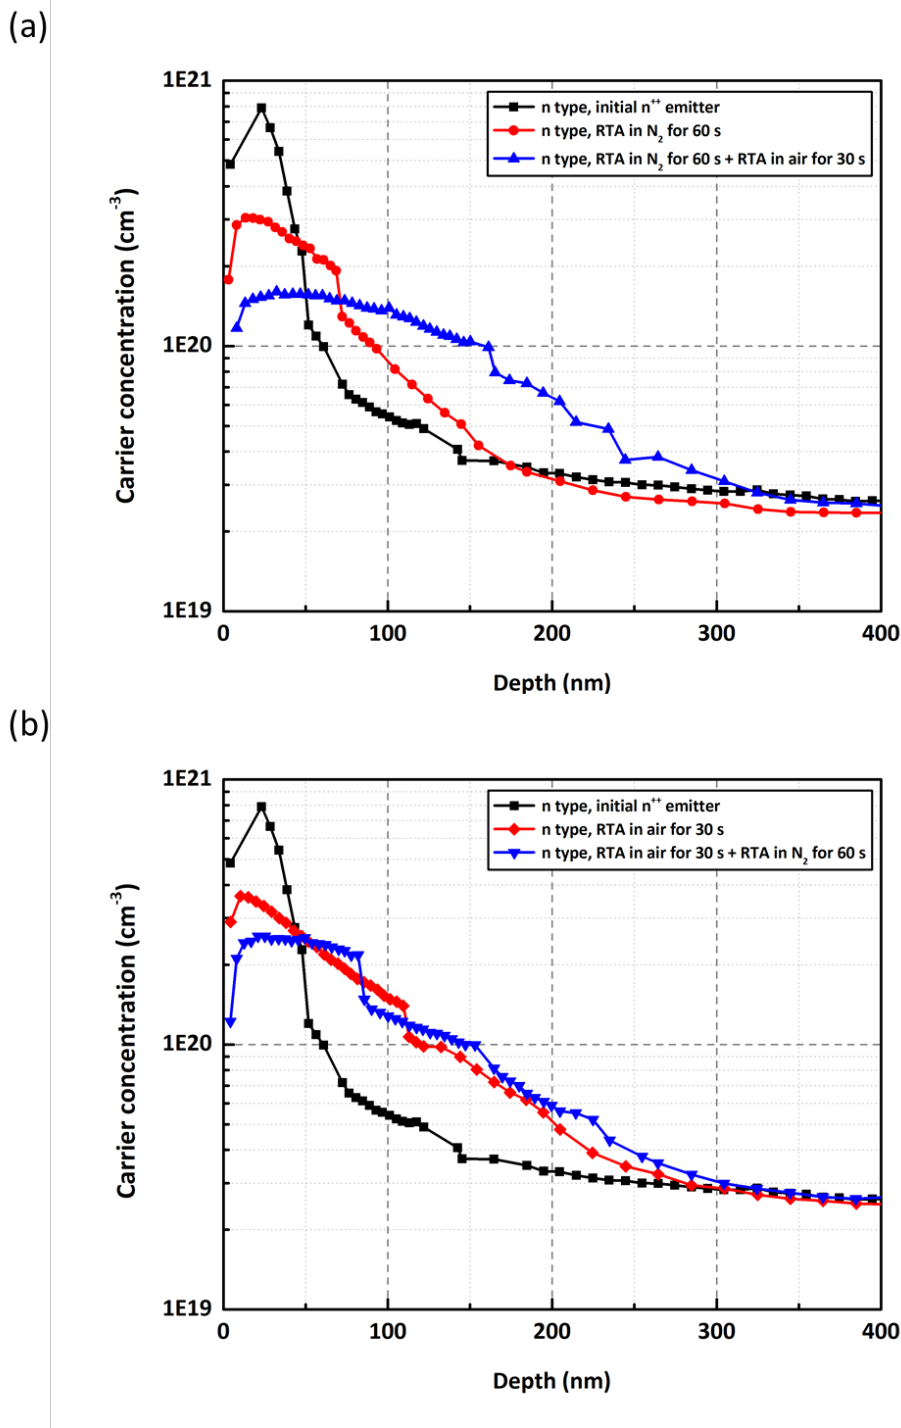 (a)
1E21
n type, initial n⁺⁺ emitter
n type, RTA in N₂ for 60 s
n type, RTA in N₂ for 60 s + RTA in air for 30 s
Carrier concentration (cm⁻³)
1E20
1E19
0 100 200 300 400
Depth (nm)
(b)
1E21
n type, initial n⁺⁺ emitter
n type, RTA in air for 30 s
n type, RTA in air for 30 s + RTA in N₂ for 60 s
Carrier concentration (cm⁻³)
1E20
1E19
0 100 200 300 400
Depth (nm)